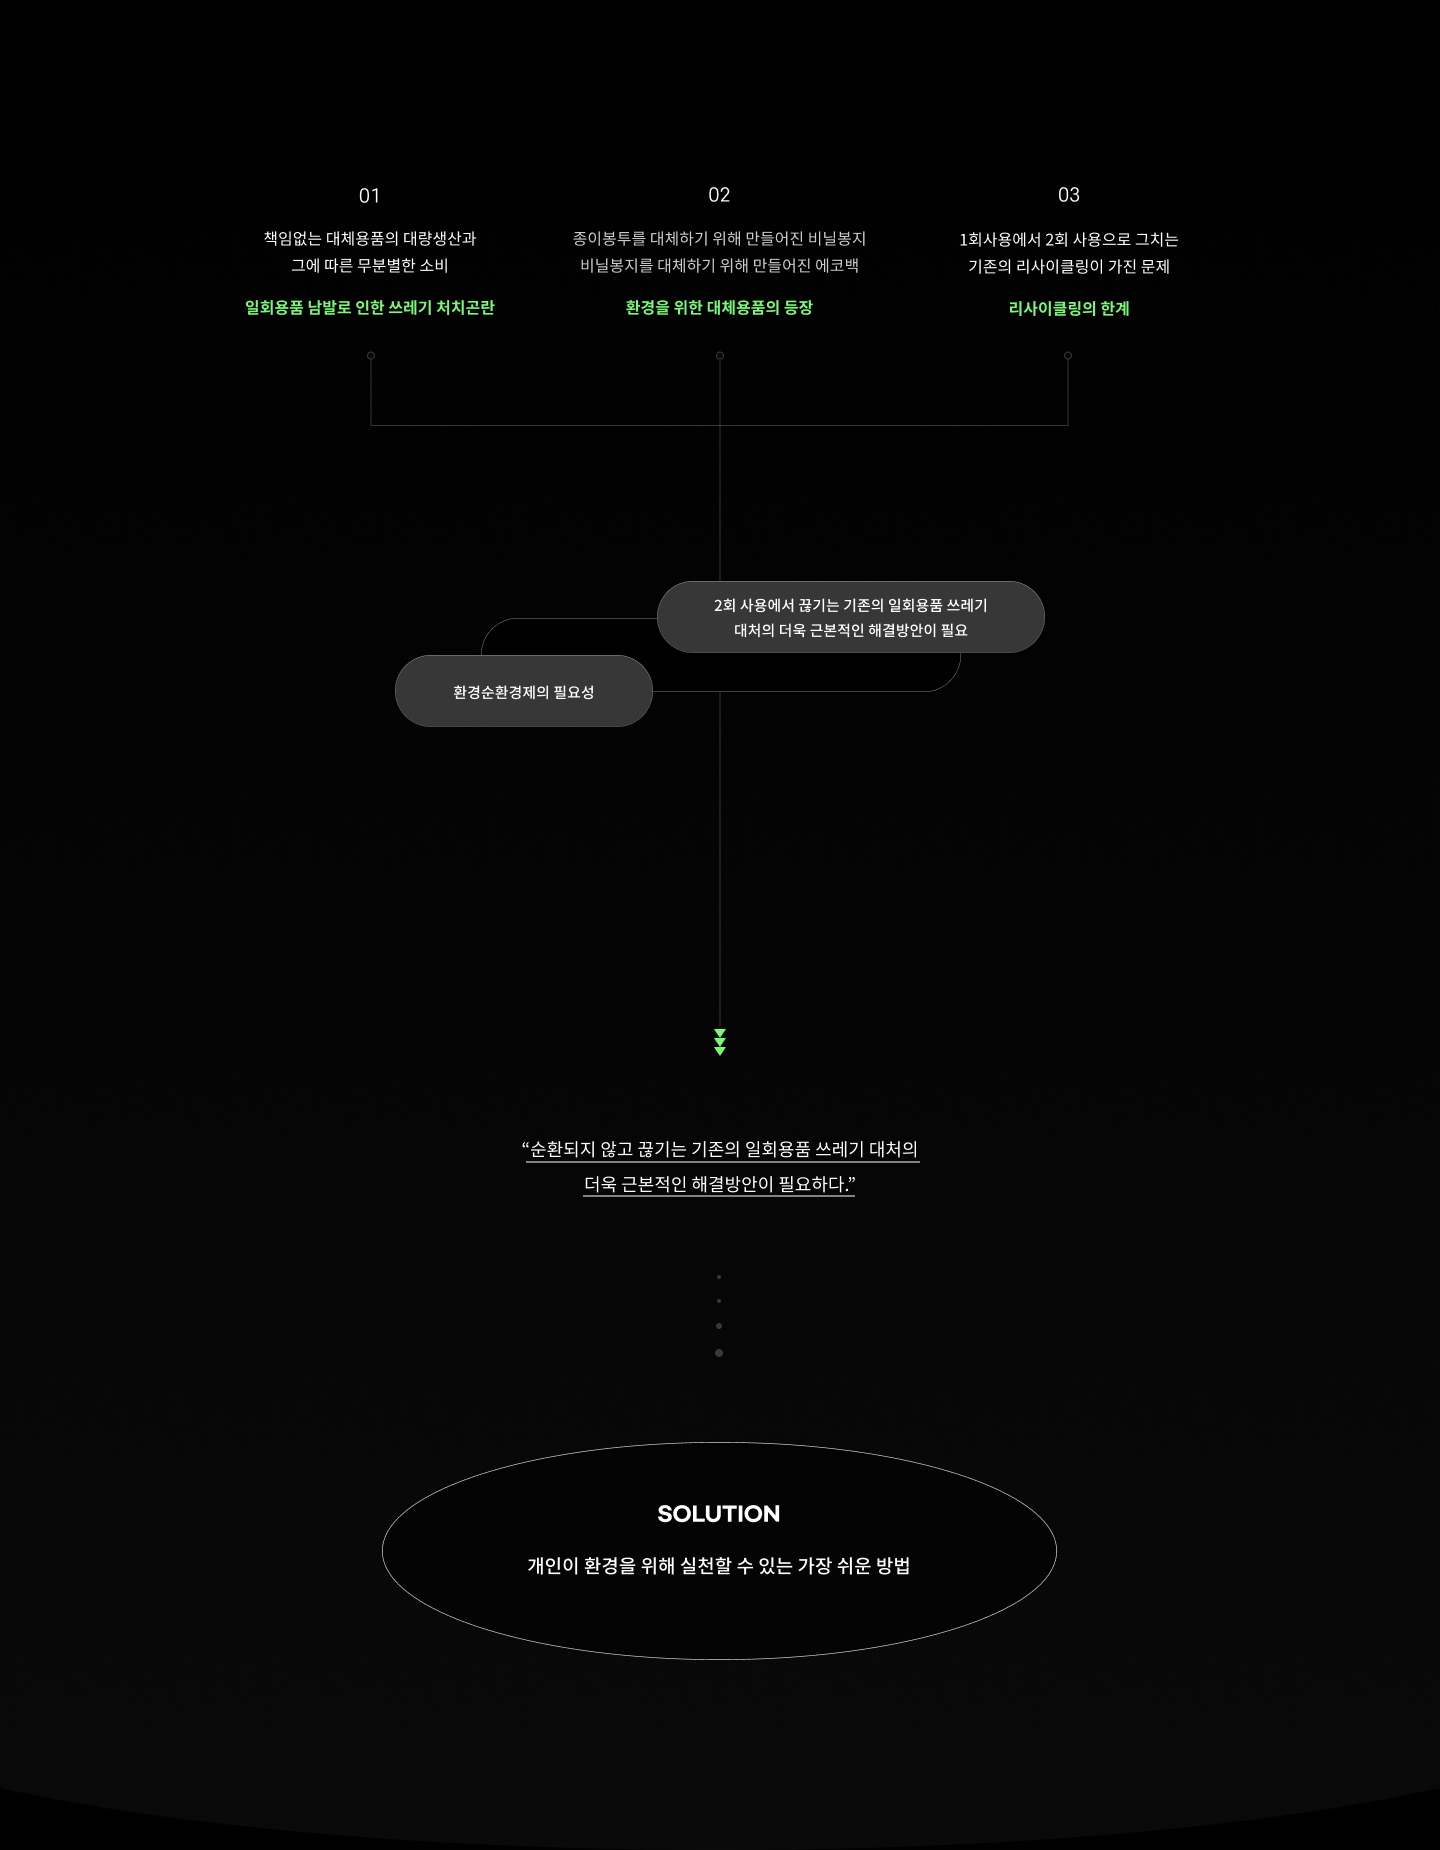 01
책임없는 대체용품의 대량생산과
그에 따른 무분별한 소비
일회용품 남발로 인한 쓰레기 처치곤란
02
종이봉투를 대체하기 위해 만들어진 비닐봉지
비닐봉지를 대체하기 위해 만들어진 에코백
환경을 위한 대체용품의 등장
03
1회사용에서 2회 사용으로 그치는
기존의 리사이클링이 가진 문제
리사이클링의 한계
2회 사용에서 끊기는 기존의 일회용품 쓰레기
대처의 더욱 근본적인 해결방안이 필요
환경순환경제의 필요성
“순환되지 않고 끊기는 기존의 일회용품 쓰레기 대처의
더욱 근본적인 해결방안이 필요하다.”
SOLUTION
개인이 환경을 위해 실천할 수 있는 가장 쉬운 방법